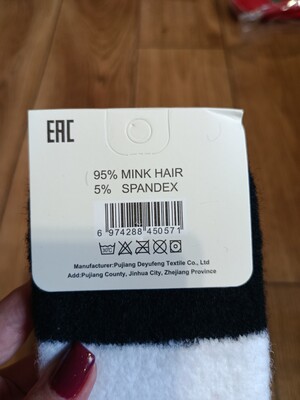 EAC
95% MINK HAIR
5% SPANDEX
6 974288 450571
Manufacturer:Pujiang Deyufeng Textile Co., Ltd
Add:Pujiang County, Jinhua City, Zhejiang Province